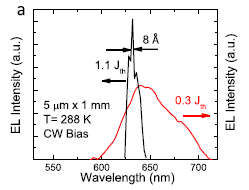 a
8 Å
1.1 Jth
0.3 Jth
5 μm x 1 mm
T= 288 K
CW Bias
EL Intensity (a.u.)
EL Intensity (a.u.)
550 600 650 700
Wavelength (nm)